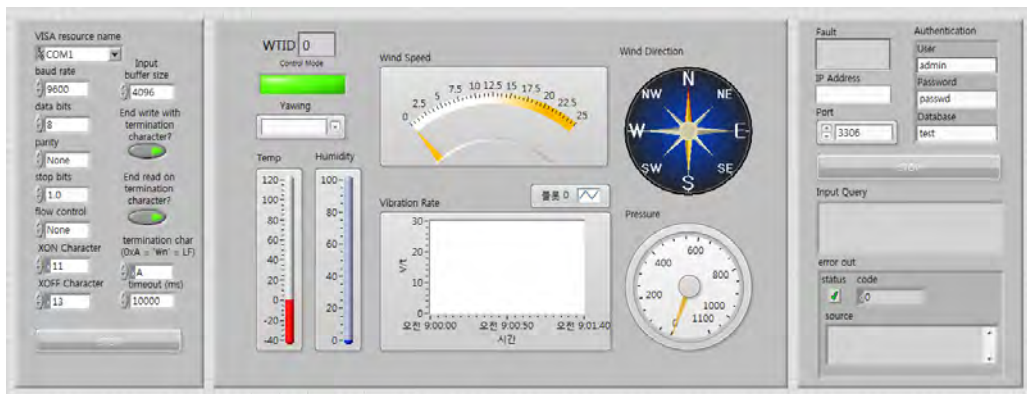 VISA resource name
COM1
baud rate
9600
data bits
8
parity
None
stop bits
1.0
flow control
None
XON Character
11
XOFF Character
13
Input
buffer size
4096
End write with
termination
character?
End read on
termination
character?
termination char
(0xA = '₩n' = LF)
A
timeout (ms)
10000
WTID 0
Control Mode
Yawing
Temp
120
100
80
60
40
20
0
-20
-40
Humidity
100
80
60
40
20
0
Wind Speed
0
2.5
5
7.5
10
12.5
15
17.5
20
22.5
25
Vibration Rate
플롯 0
V/t
30
20
10
0
오전 9:00:00
오전 9:00:50
오전 9:01:40
시간
Wind Direction
N
NE
E
SE
S
SW
W
NW
Pressure
0
200
400
600
800
1000
1100
Fault
IP Address
Port
3306
Authentication
User
admin
Password
passwd
Database
test
STOP
Input Query
error out
status
code
0
source